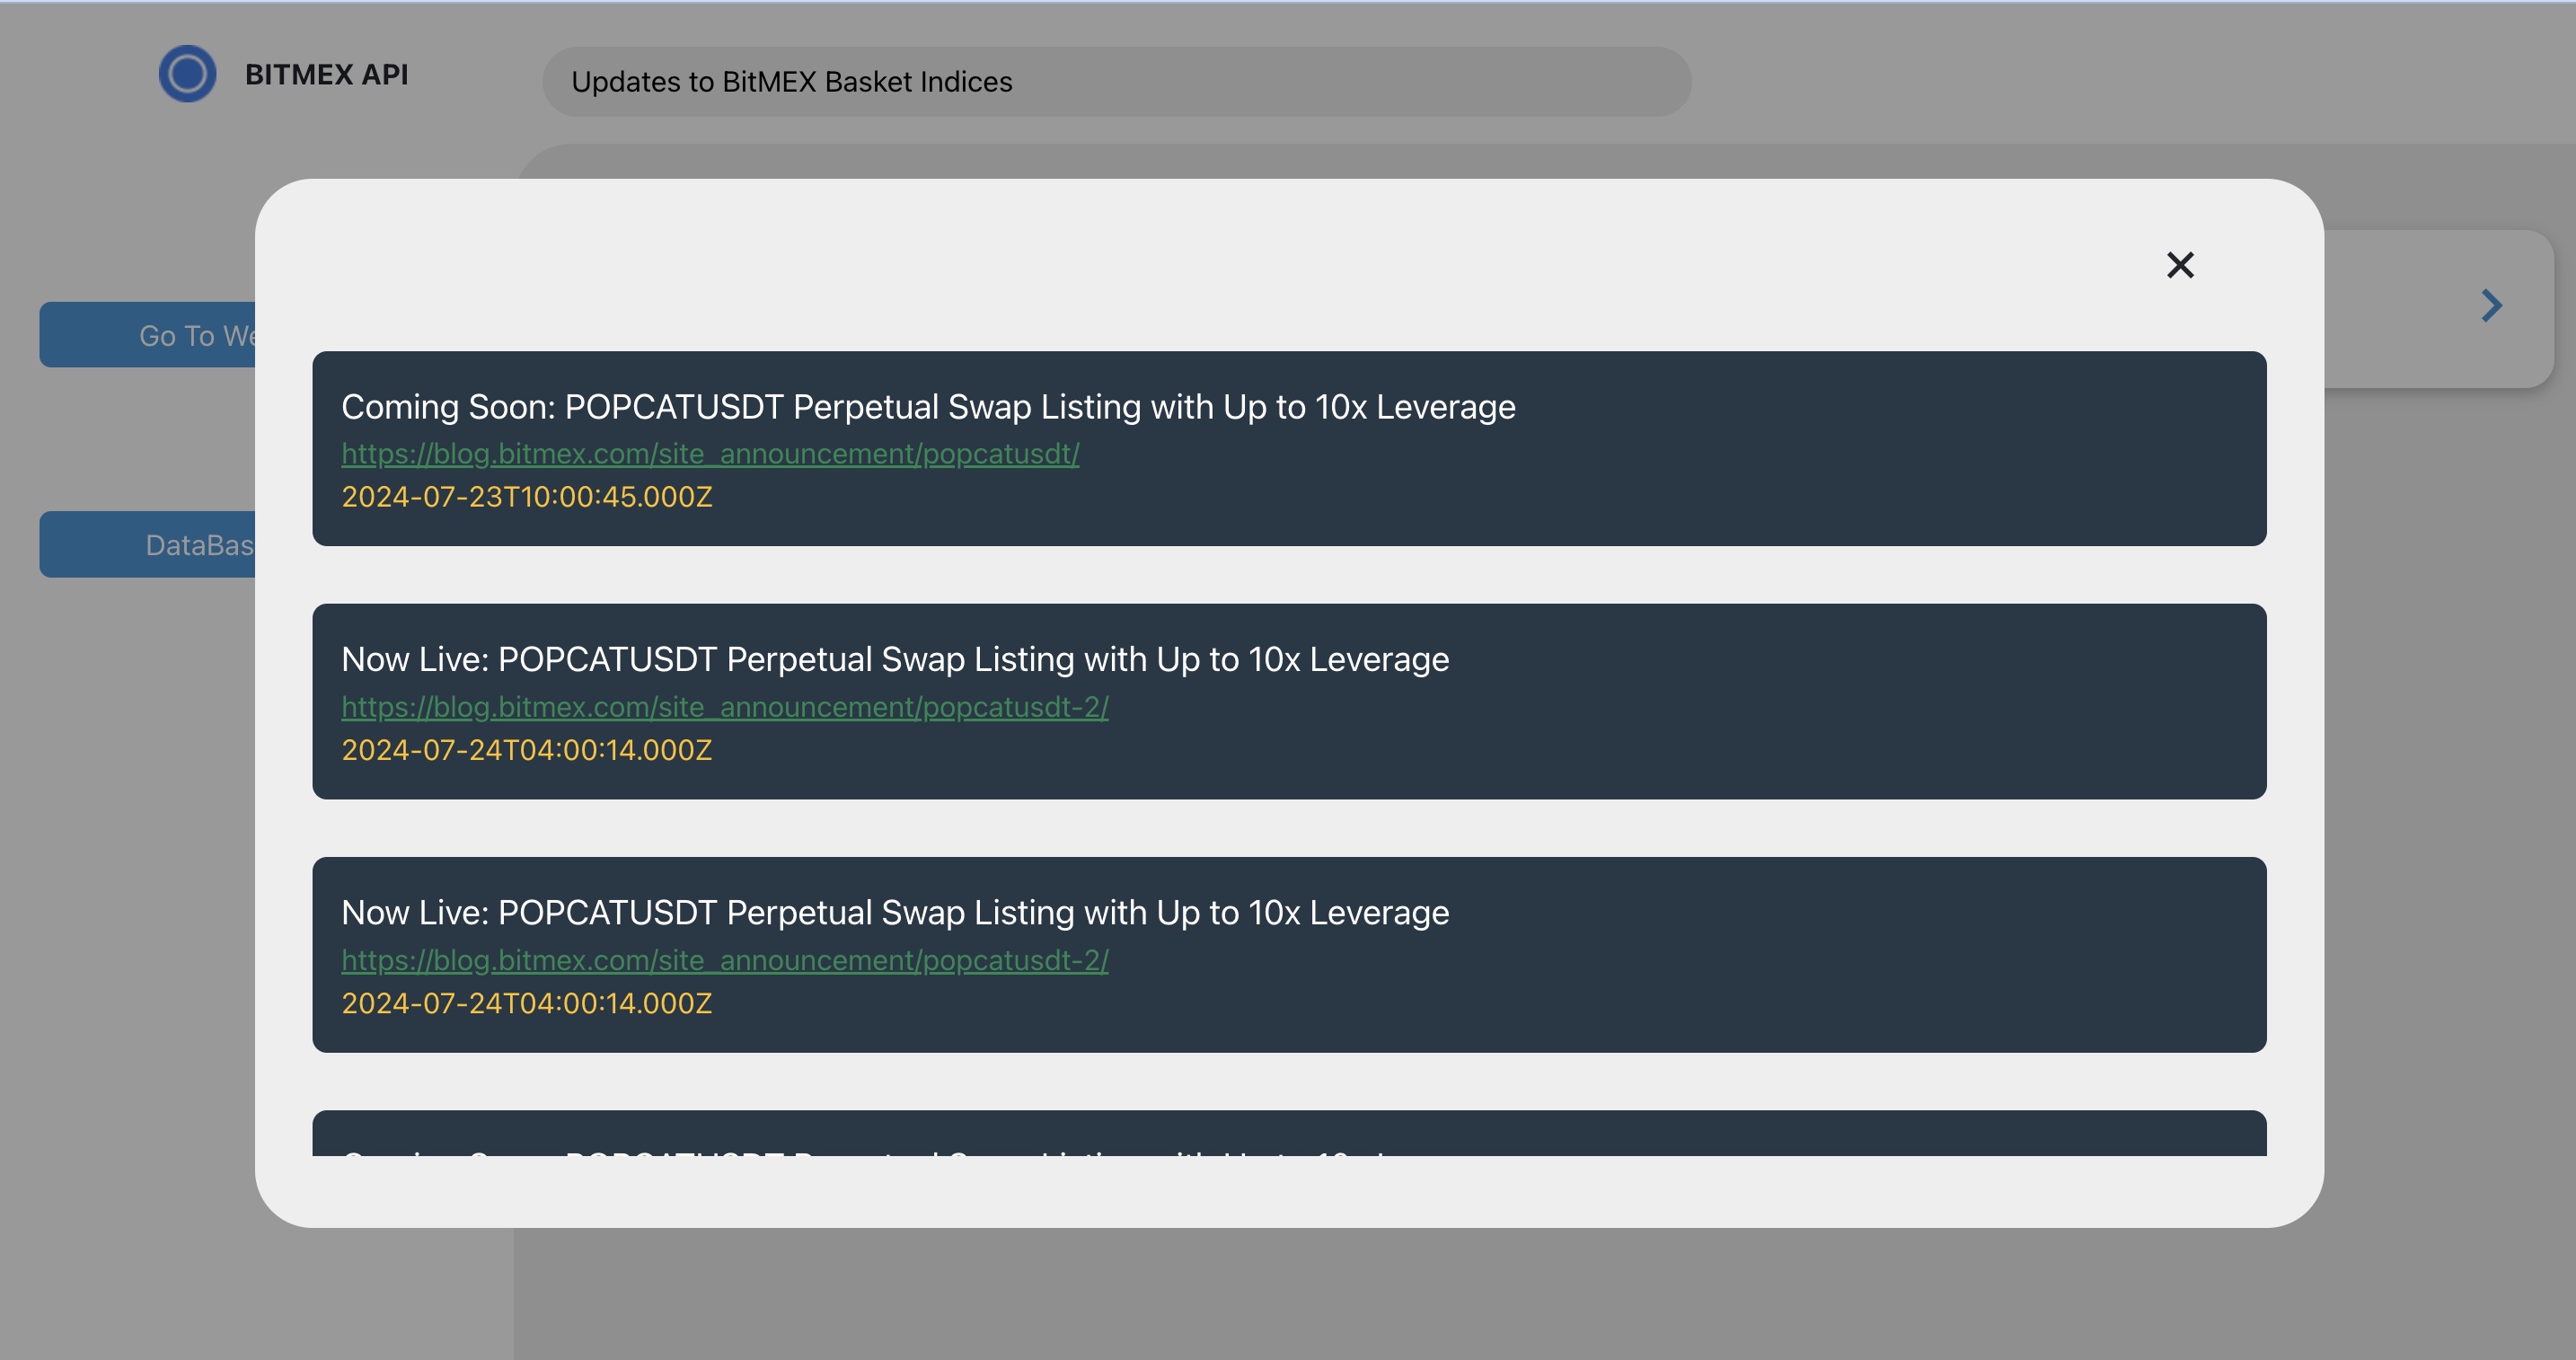 BITMEX API
Updates to BitMEX Basket Indices
Go To
Coming Soon: POPCATUSDT Perpetual Swap Listing with Up to 10x Leverage
https://blog.bitmex.com/site_announcement/popcatusdt/
2024-07-23T10:00:45.000Z
DataBas
Now Live: POPCATUSDT Perpetual Swap Listing with Up to 10x Leverage
https://blog.bitmex.com/site_announcement/popcatusdt-2/
2024-07-24T04:00:14.000Z
Now Live: POPCATUSDT Perpetual Swap Listing with Up to 10x Leverage
https://blog.bitmex.com/site_announcement/popcatusdt-2/
2024-07-24T04:00:14.000Z